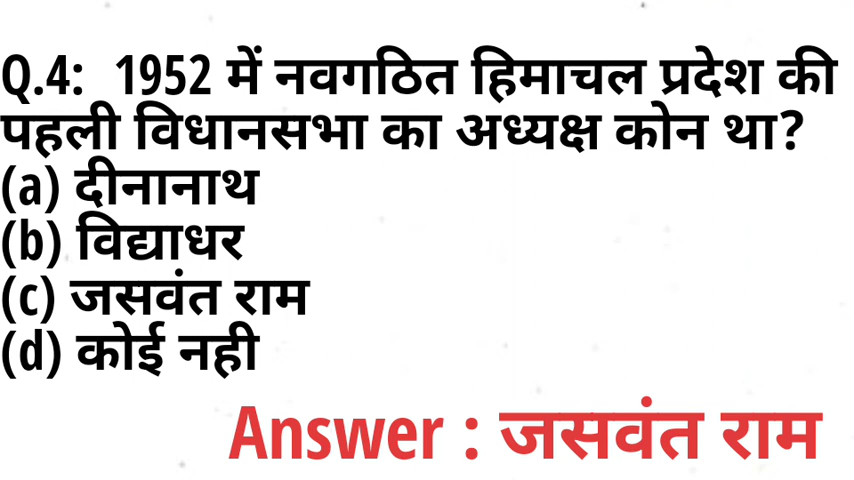 Q.4:  1952 में नवगठित हिमाचल प्रदेश की
पहली विधानसभा का अध्यक्ष कोन था?
(a) दीनानाथ
(b) विद्याधर
(c) जसवंत राम
(d) कोई नही
Answer : जसवंत राम